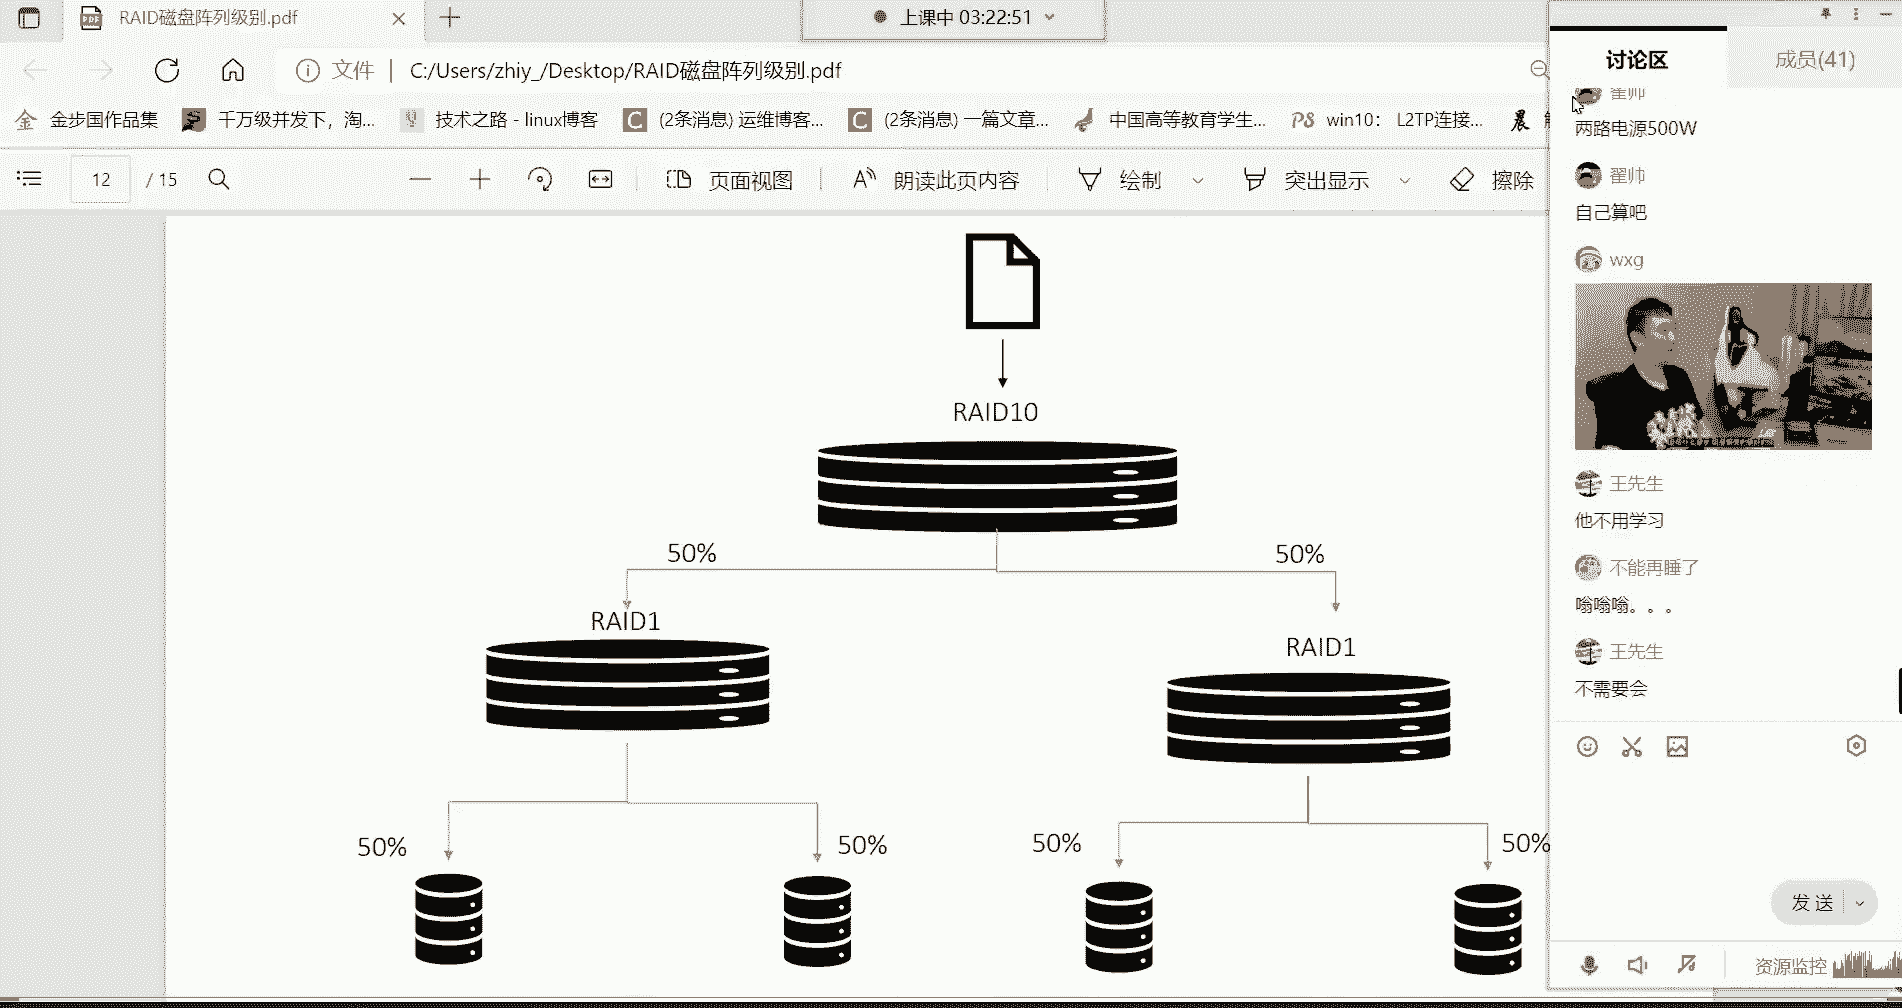 RAID磁盘阵列级别.pdf
上课中 03:22:51
文件
C:/Users/zhiy_/Desktop/RAID磁盘阵列级别.pdf
金步国作品集
千万级并发下，淘...
技术之路 - linux博客
(2条消息) 运维博客...
(2条消息) 一篇文章...
中国高等教育学生...
win10： L2TP连接...
12 / 15
页面视图
朗读此页内容
绘制
突出显示
擦除
RAID10
50%
50%
RAID1
RAID1
50%
50%
50%
50%
讨论区
成员(41)
翟帅
两路电源500W
翟帅
自己算吧
wxg
王先生
他不用学习
不能再睡了
嗡嗡嗡。。。
王先生
不需要会
发送
资源监控